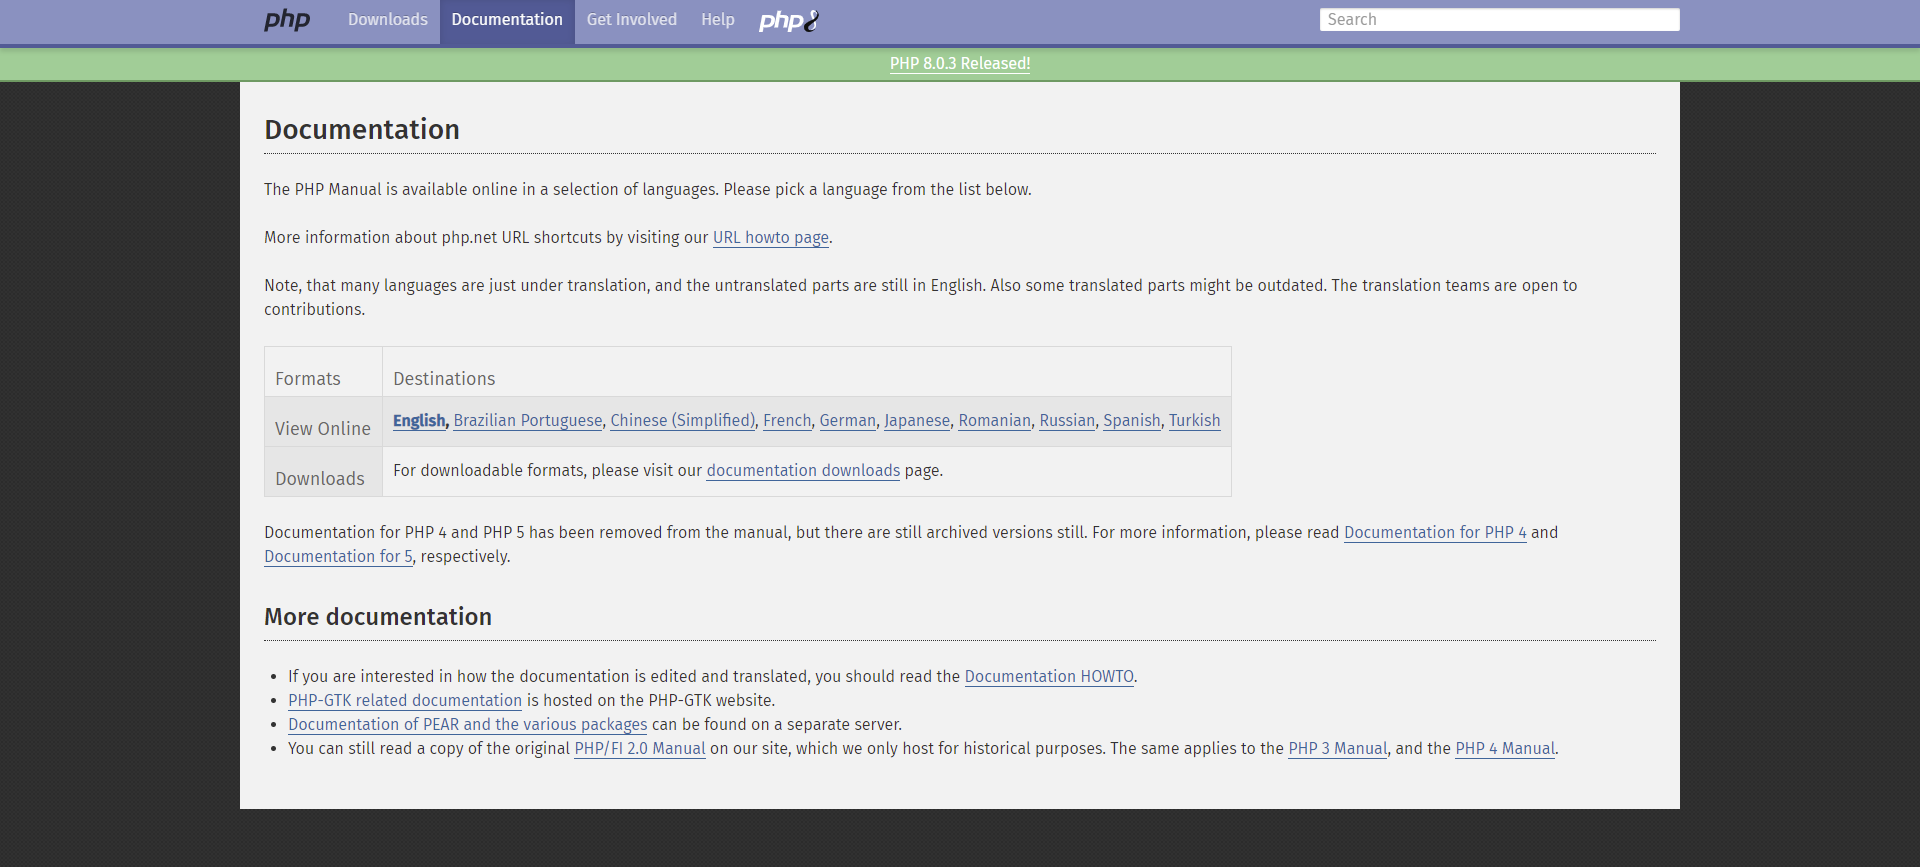 php Downloads Documentation Get Involved Help php8 Search
PHP 8.0.3 Released!
Documentation
The PHP Manual is available online in a selection of languages. Please pick a language from the list below.
More information about php.net URL shortcuts by visiting our URL howto page.
Note, that many languages are just under translation, and the untranslated parts are still in English. Also some translated parts might be outdated. The translation teams are open to
contributions.
Formats Destinations
View Online English, Brazilian Portuguese, Chinese (Simplified), French, German, Japanese, Romanian, Russian, Spanish, Turkish
Downloads For downloadable formats, please visit our documentation downloads page.
Documentation for PHP 4 and PHP 5 has been removed from the manual, but there are still archived versions still. For more information, please read Documentation for PHP 4 and
Documentation for 5, respectively.
More documentation
• If you are interested in how the documentation is edited and translated, you should read the Documentation HOWTO.
• PHP-GTK related documentation is hosted on the PHP-GTK website.
• Documentation of PEAR and the various packages can be found on a separate server.
• You can still read a copy of the original PHP/FI 2.0 Manual on our site, which we only host for historical purposes. The same applies to the PHP 3 Manual, and the PHP 4 Manual.